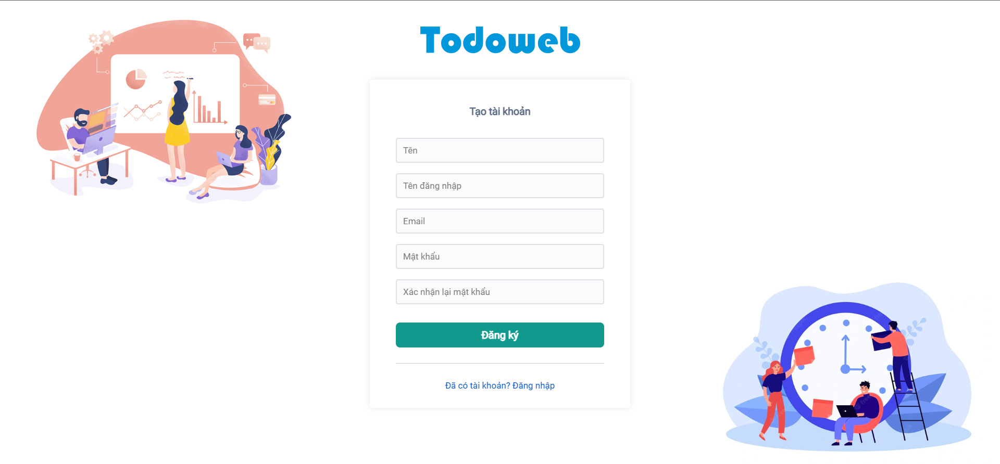 Todoweb
Tạo tài khoản
Tên
Tên đăng nhập
Email
Mật khẩu
Xác nhận lại mật khẩu
Đăng ký
Đã có tài khoản? Đăng nhập